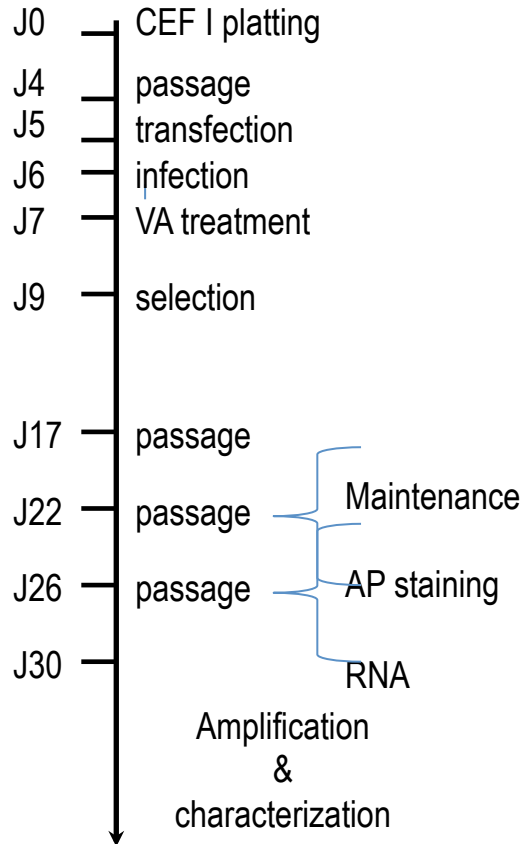 J0 CEF I platting
J4 passage
J5 transfection
J6 infection
J7 VA treatment
J9 selection
J17 passage
Maintenance
J22 passage
J26 passage AP staining
J30
RNA
Amplification
&
characterization